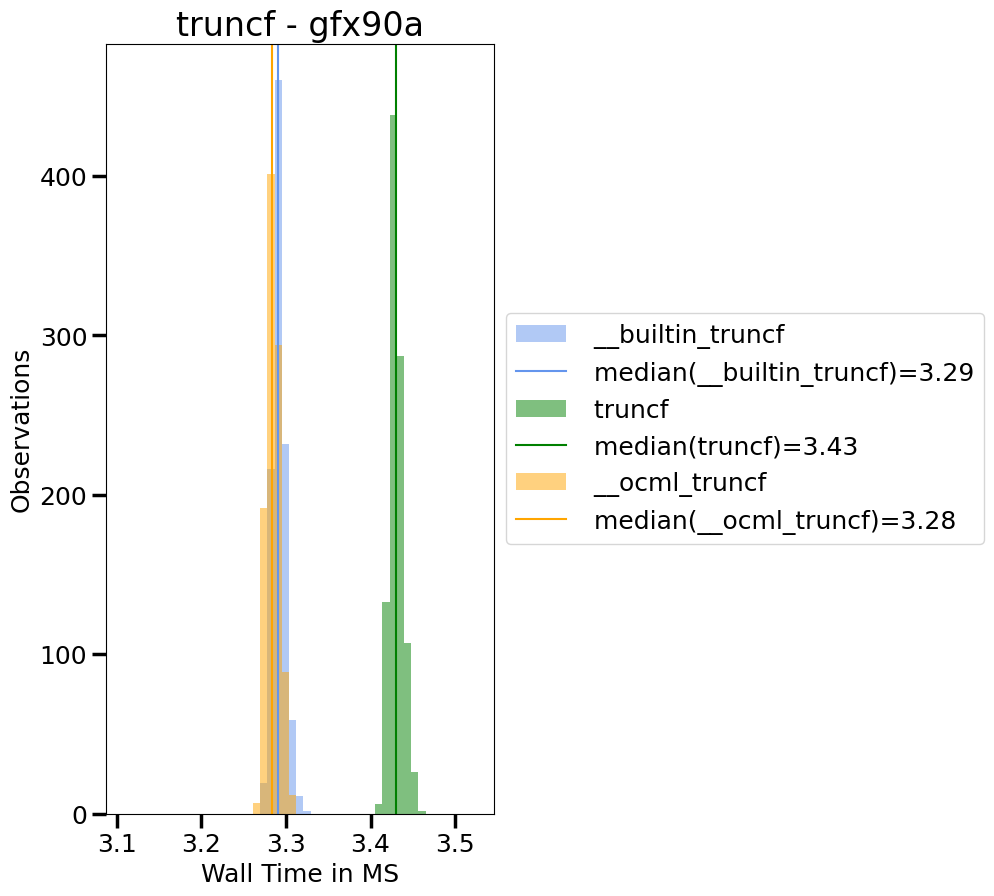 truncf - gfx90a
Observations
400
300
200
100
0
3.1 3.2 3.3 3.4 3.5
Wall Time in MS
__builtin_truncf
median(__builtin_truncf)=3.29
truncf
median(truncf)=3.43
__ocml_truncf
median(__ocml_truncf)=3.28